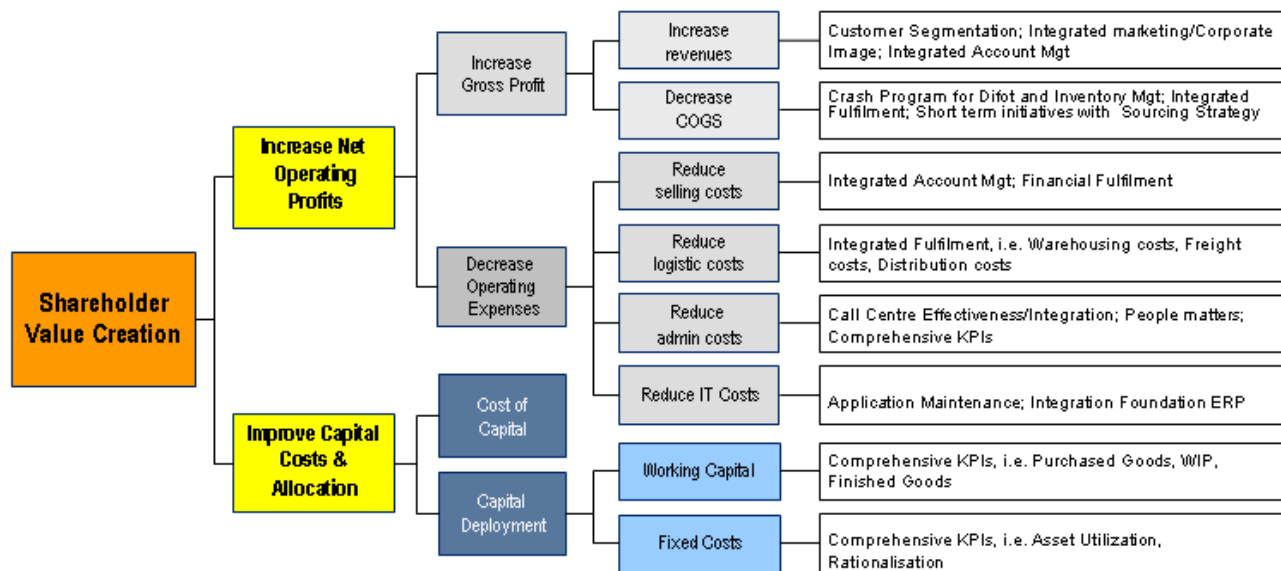 Shareholder
Value Creation
Increase Net
Operating
Profits
Improve Capital
Costs &
Allocation
Increase
Gross Profit
Decrease
Operating
Expenses
Cost of
Capital
Capital
Deployment
Increase
revenues
Decrease
COGS
Reduce
selling costs
Reduce
logistic costs
Reduce
admin costs
Reduce IT Costs
Working Capital
Fixed Costs
Customer Segmentation; Integrated marketing/Corporate
Image; Integrated Account Mgt
Crash Program for Difot and Inventory Mgt; Integrated
Fulfilment; Short term initiatives with Sourcing Strategy
Integrated Account Mgt; Financial Fulfilment
Integrated Fulfilment, i.e. Warehousing costs, Freight
costs, Distribution costs
Call Centre Effectiveness/Integration; People matters;
Comprehensive KPIs
Application Maintenance; Integration Foundation ERP
Comprehensive KPIs, i.e. Purchased Goods, WIP,
Finished Goods
Comprehensive KPIs, i.e. Asset Utilization,
Rationalisation